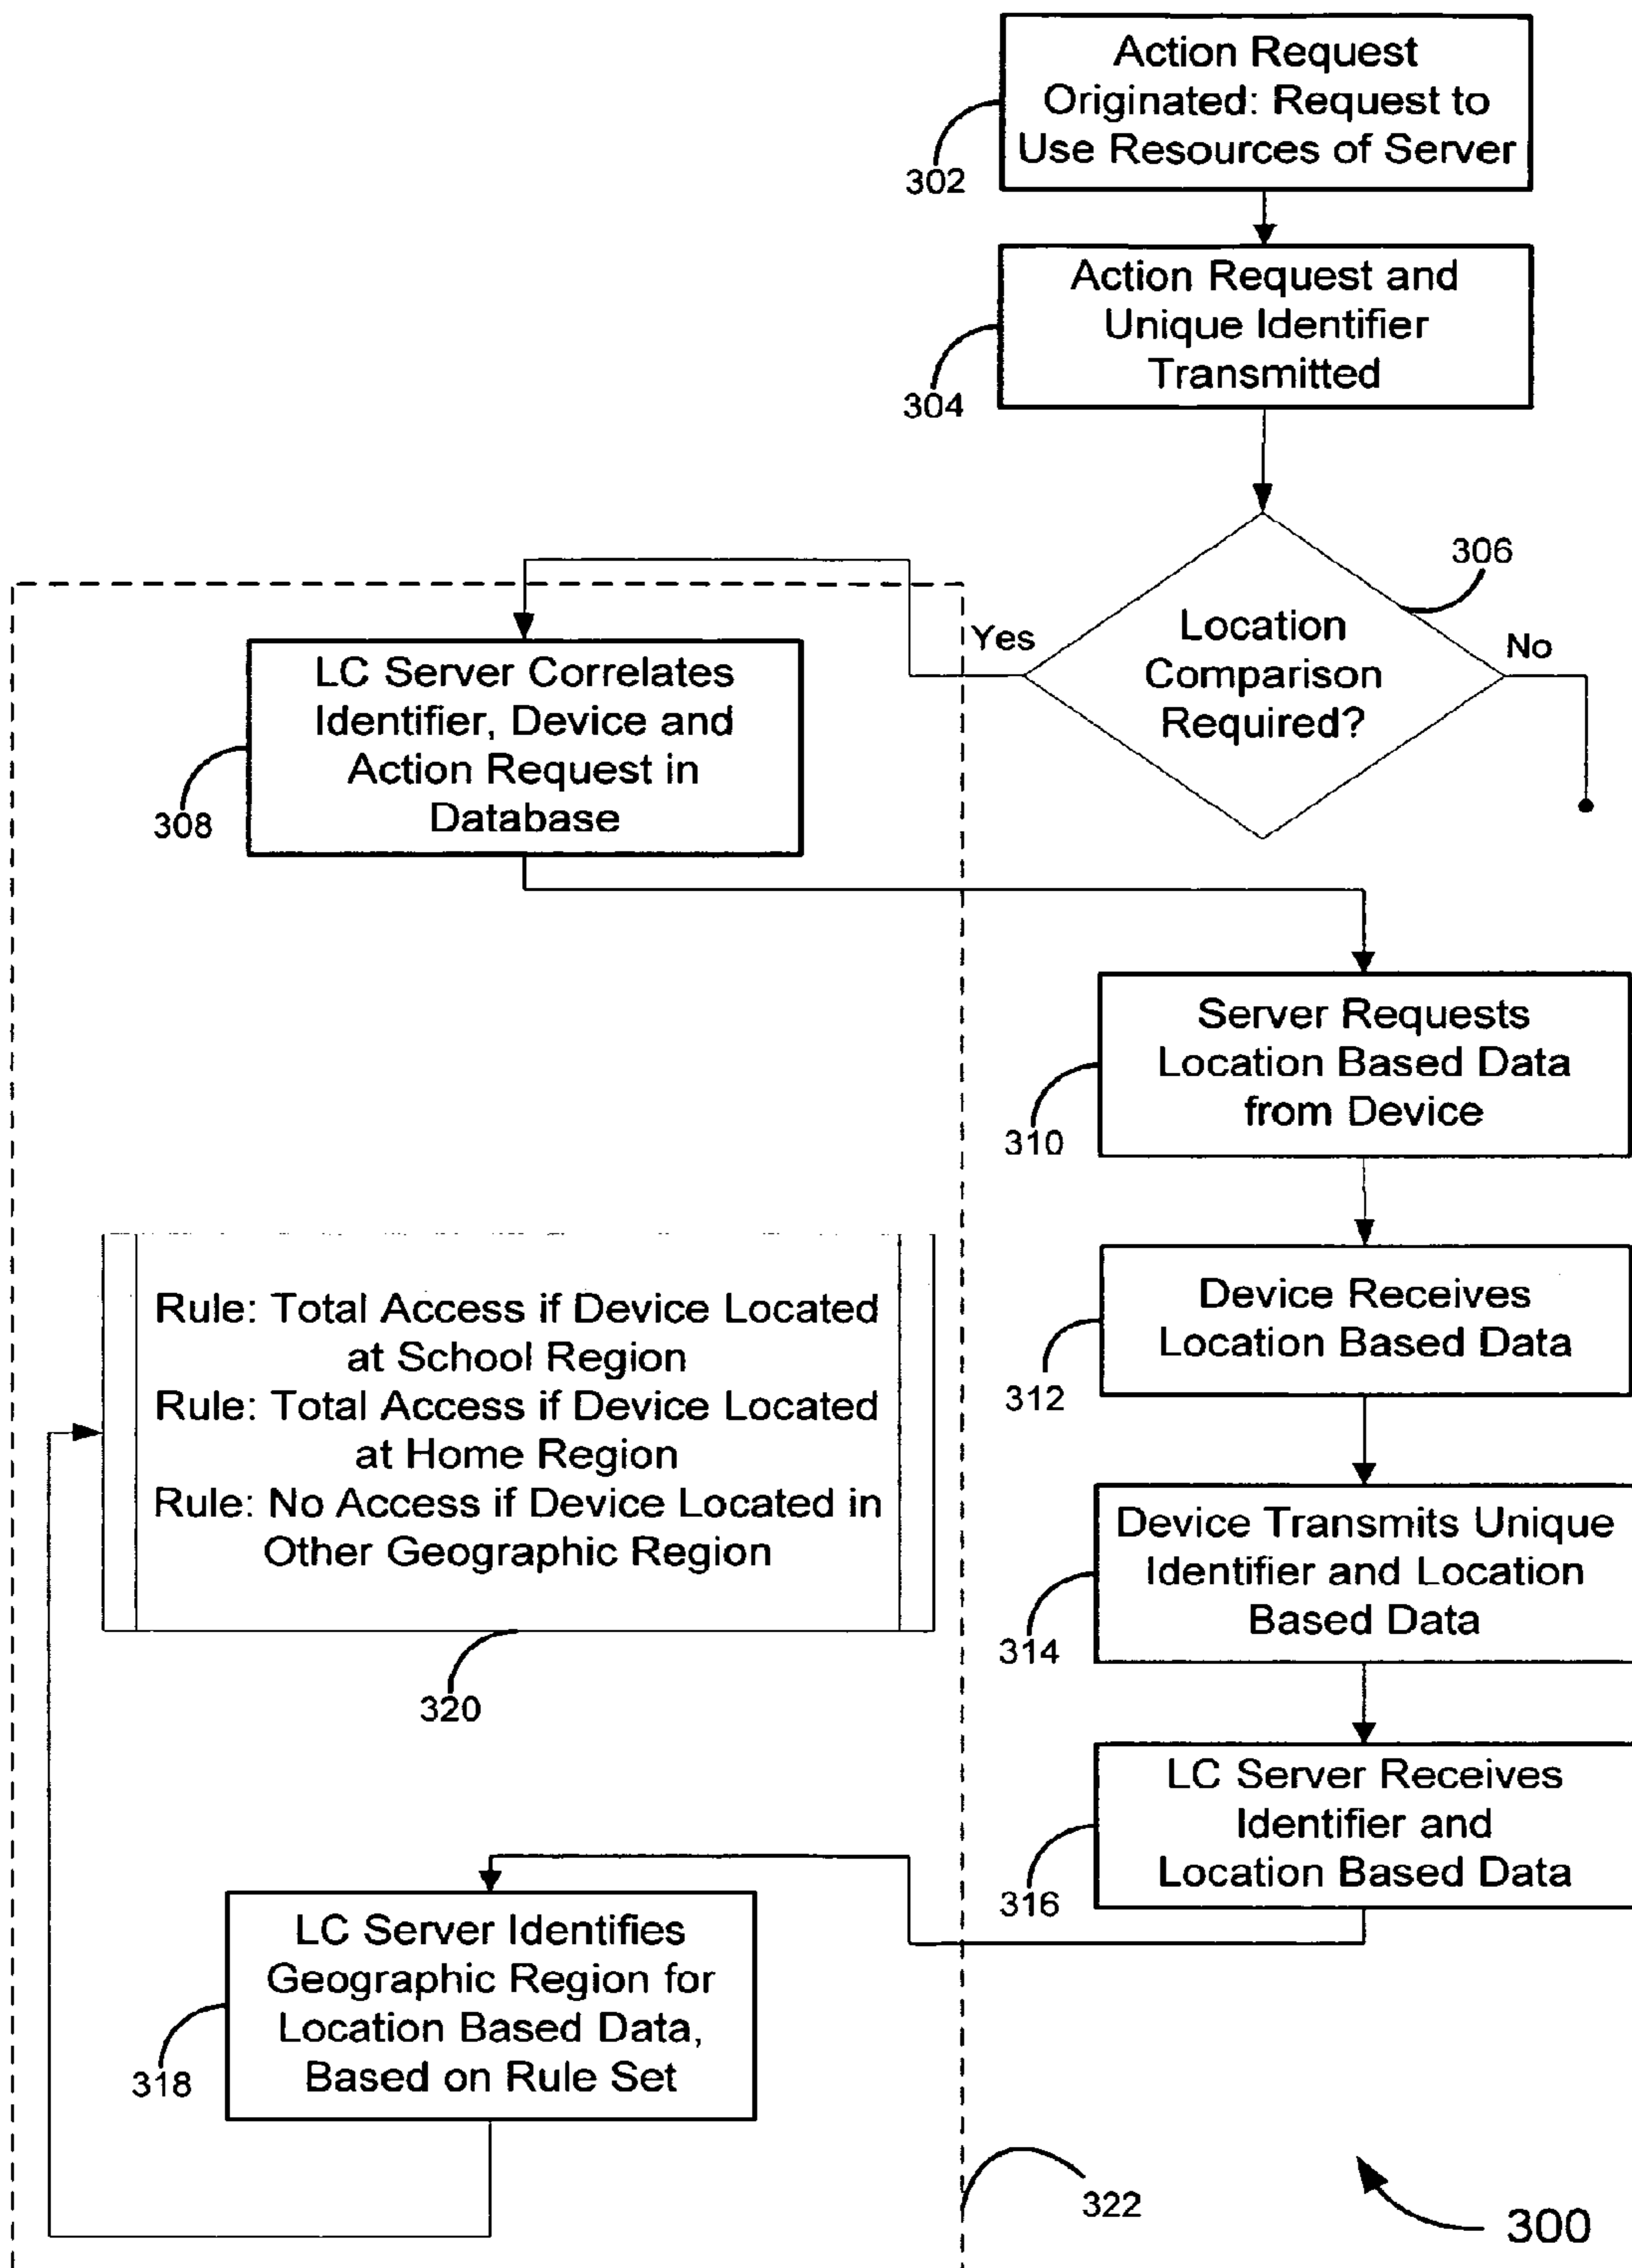 Action Request
Originated: Request to
Use Resources of Server
302
Action Request and
Unique Identifier
Transmitted
304
306
Location
Comparison
Required?
Yes
No
LC Server Correlates
Identifier, Device and
Action Request in
Database
308
Server Requests
Location Based Data
from Device
310
Device Receives
Location Based Data
312
Device Transmits Unique
Identifier and Location
Based Data
314
LC Server Receives
Identifier and
Location Based Data
316
LC Server Identifies
Geographic Region for
Location Based Data,
Based on Rule Set
318
Rule: Total Access if Device Located
at School Region
Rule: Total Access if Device Located
at Home Region
Rule: No Access if Device Located in
Other Geographic Region
320
322
300